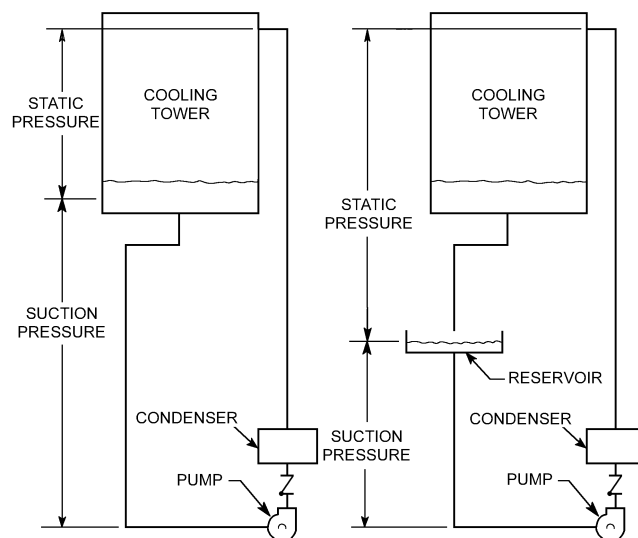 COOLING
TOWER
STATIC
PRESSURE
SUCTION
PRESSURE
CONDENSER
PUMP
COOLING
TOWER
STATIC
PRESSURE
RESERVOIR
SUCTION
PRESSURE
CONDENSER
PUMP